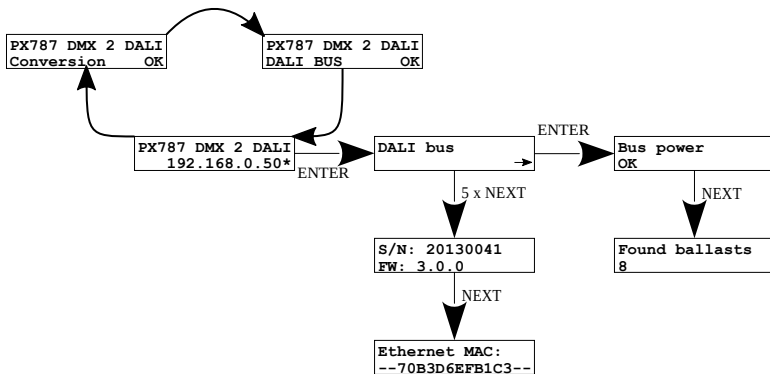 PX787 DMX 2 DALI
Conversion OK
PX787 DMX 2 DALI
DALI BUS OK
PX787 DMX 2 DALI
192.168.0.50*
ENTER
DALI bus
ENTER
Bus power
OK
5 x NEXT
NEXT
S/N: 20130041
FW: 3.0.0
Found ballasts
8
NEXT
Ethernet MAC:
--70B3D6EFB1C3--